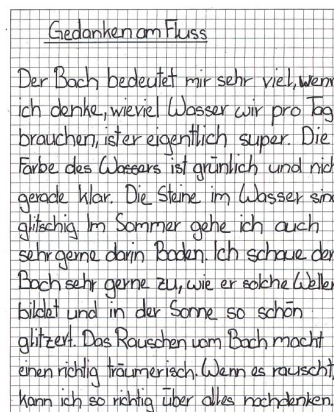 Gedanken am Fluss
Der Bach bedeutet mir sehr viel, wenn
ich denke, wieviel Wasser wir pro Tag
brauchen, ist er eigentlich super. Die
Farbe des Wassers ist grünlich und nich
gerade klar. Die Steine im Wasser sind
glitschig Im Sommer gehe ich auch
sehr gerne darin Baden. Ich schaue dem
Bach sehr gerne zu, wie er solche Wellen
bildet und in der Sonne so schön
glitzert. Das Rauschen vom Bach macht
einen richtig träumerisch. Wenn es rauscht,
kann ich so richtig über alles nachdenken.